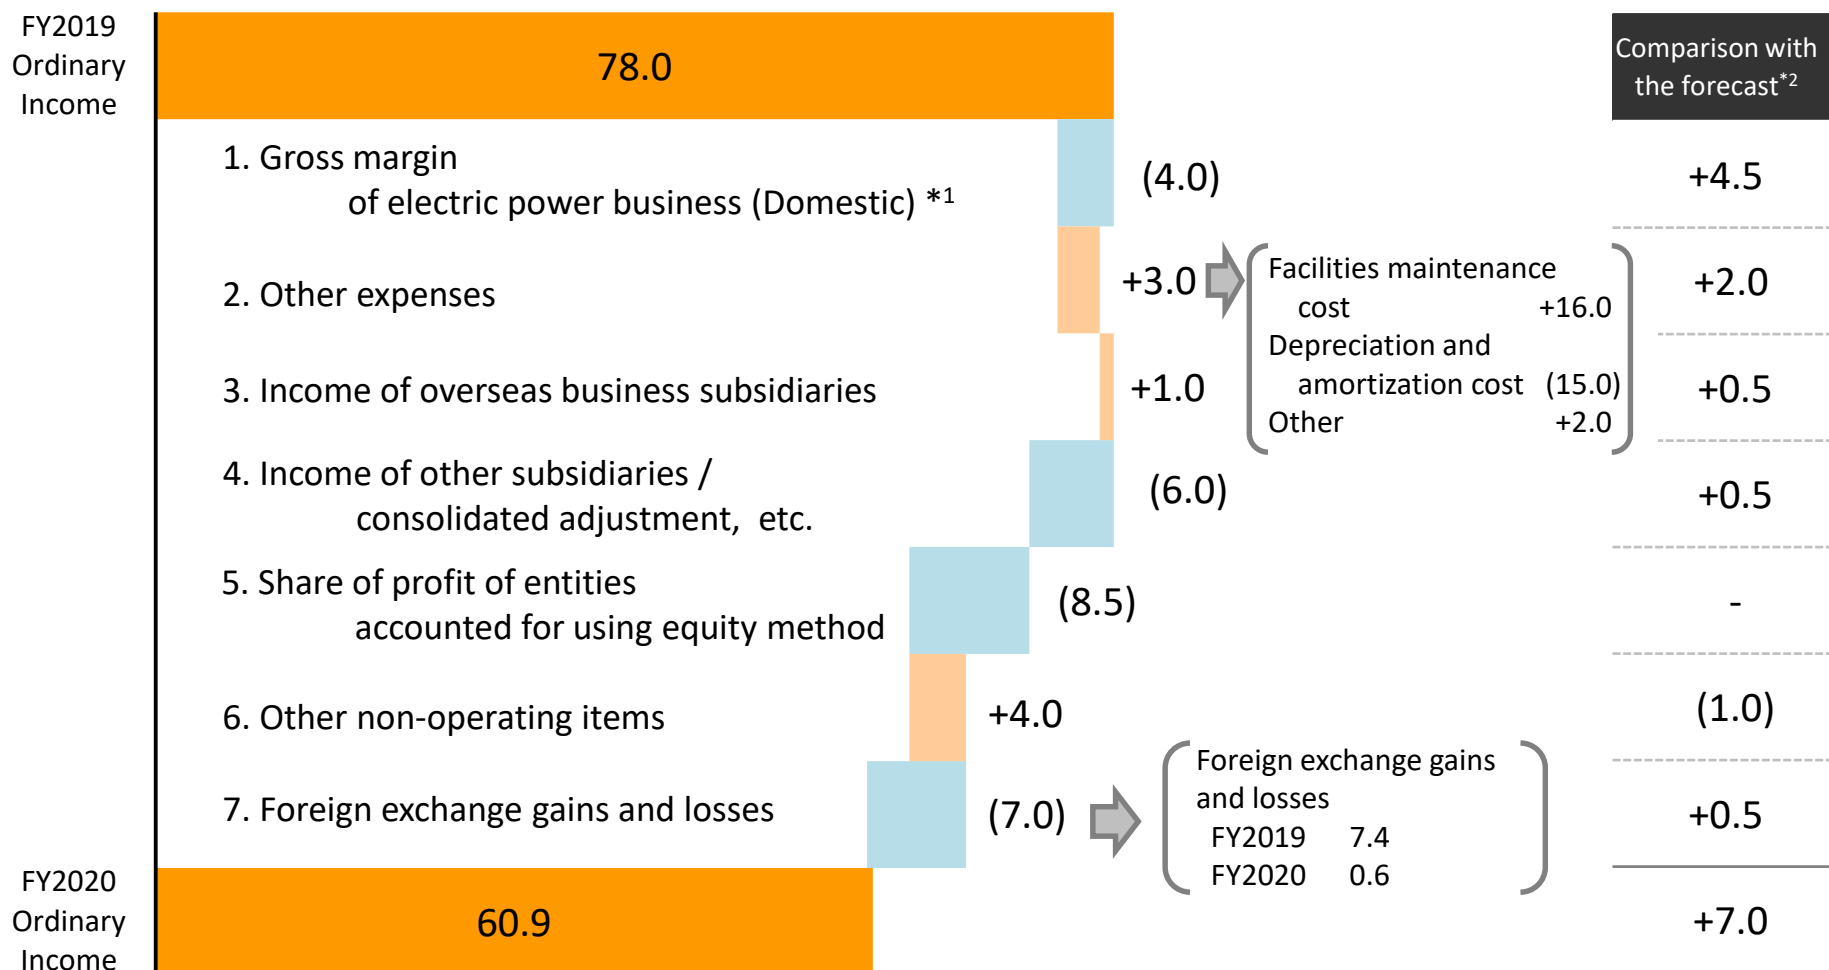 FY2019
Ordinary
Income
78.0
Comparison with
the forecast*2
1. Gross margin
of electric power business (Domestic) *1
(4.0)
+4.5
2. Other expenses
+3.0
Facilities maintenance
cost +16.0
Depreciation and
amortization cost (15.0)
Other +2.0
+2.0
3. Income of overseas business subsidiaries
+1.0
+0.5
4. Income of other subsidiaries /
consolidated adjustment, etc.
(6.0)
+0.5
5. Share of profit of entities
accounted for using equity method
(8.5)
-
6. Other non-operating items
+4.0
(1.0)
7. Foreign exchange gains and losses
(7.0)
Foreign exchange gains
and losses
FY2019 7.4
FY2020 0.6
+0.5
FY2020
Ordinary
Income
60.9
+7.0